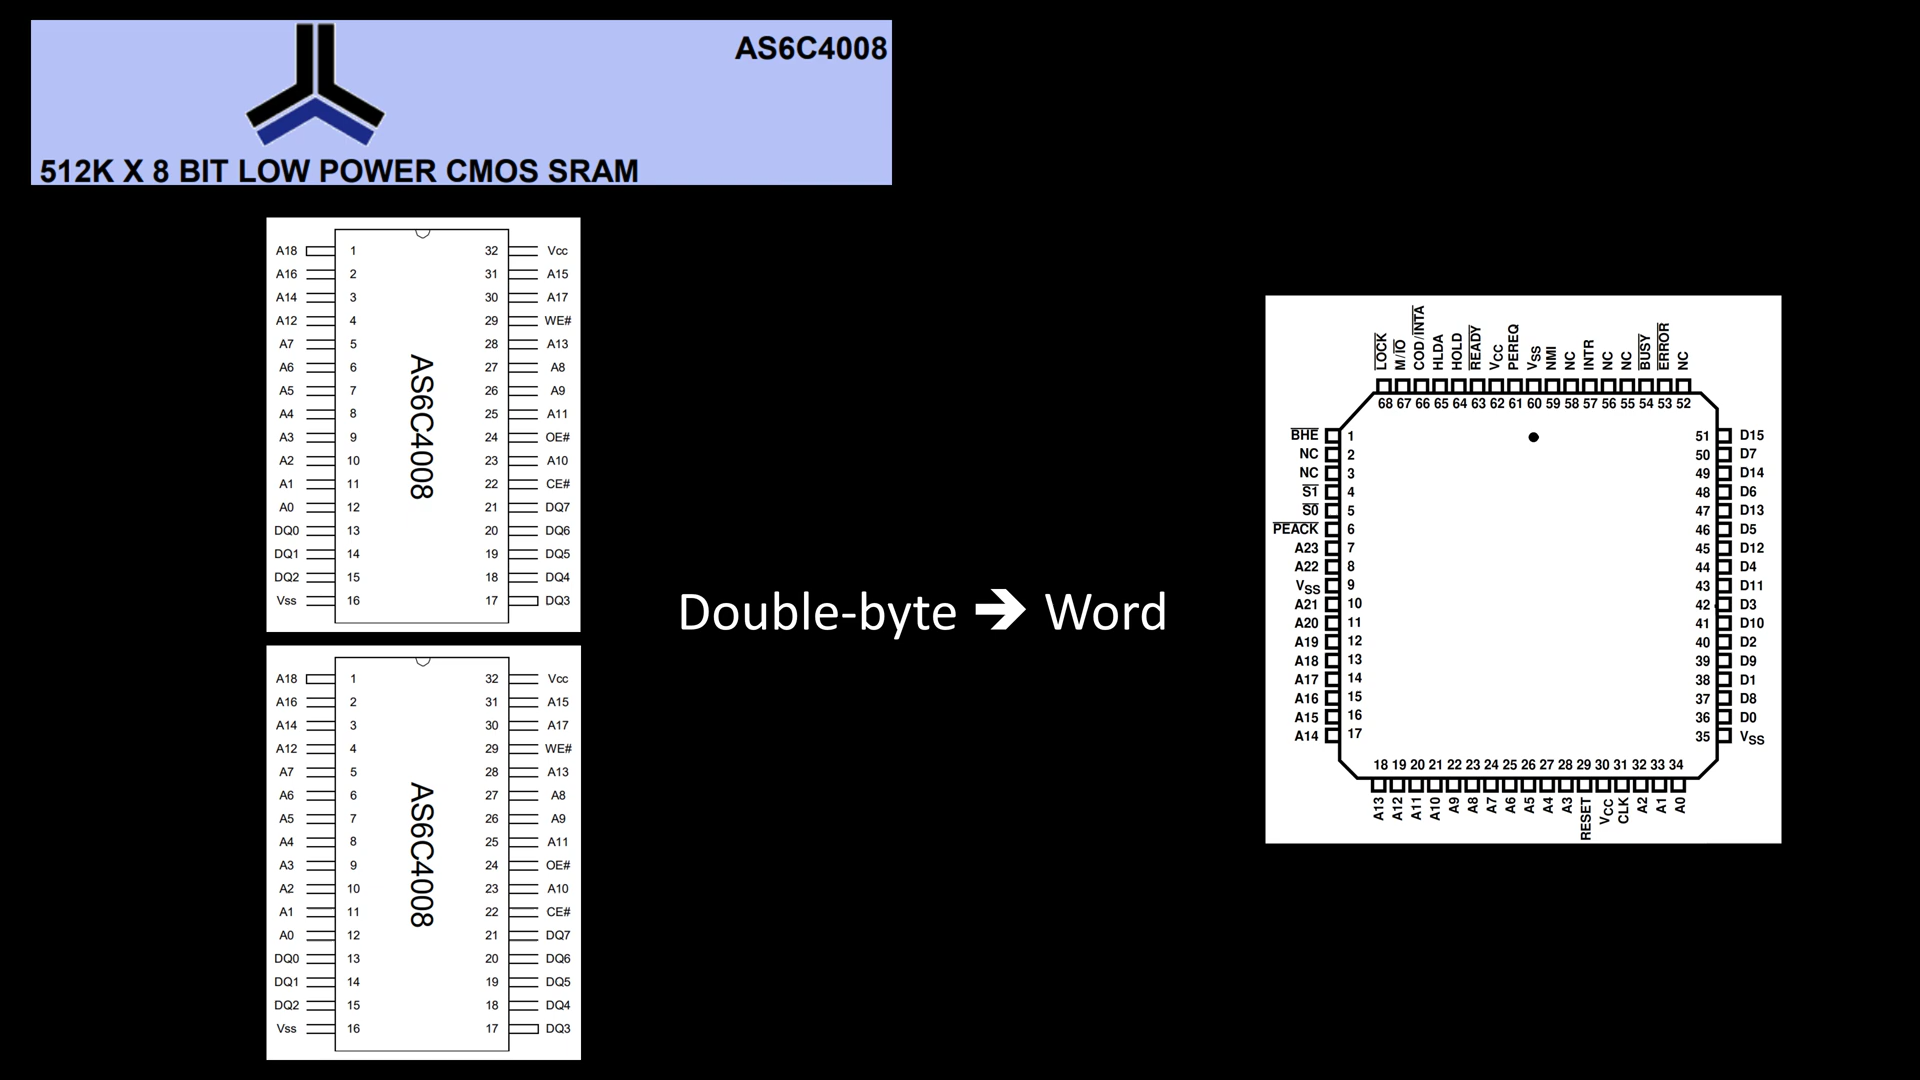 AS6C4008
512K X 8 BIT LOW POWER CMOS SRAM
A18 1 32 Vcc
A16 2 31 A15
A14 3 30 A17
A12 4 29 WE#
A7 5 28 A13
A6 6 27 A8
A5 7 26 A9
A4 8 25 A11
A3 9 24 OE#
A2 10 23 A10
A1 11 22 CE#
A0 12 21 DQ7
DQ0 13 20 DQ6
DQ1 14 19 DQ5
DQ2 15 18 DQ4
Vss 16 17 DQ3
AS6C4008
A18 1 32 Vcc
A16 2 31 A15
A14 3 30 A17
A12 4 29 WE#
A7 5 28 A13
A6 6 27 A8
A5 7 26 A9
A4 8 25 A11
A3 9 24 OE#
A2 10 23 A10
A1 11 22 CE#
A0 12 21 DQ7
DQ0 13 20 DQ6
DQ1 14 19 DQ5
DQ2 15 18 DQ4
Vss 16 17 DQ3
AS6C4008
Double-byte 🡺 Word
LOCK M/IO COD/INTA HLDA HOLD READY VCC PEREQ VSS NMI NC INTR NC NC BUSY ERROR NC
68 67 66 65 64 63 62 61 60 59 58 57 56 55 54 53 52
BHE 1 51 D15
NC 2 50 D7
NC 3 49 D14
S1 4 48 D6
S0 5 47 D13
PEACK 6 46 D5
A23 7 45 D12
A22 8 44 D4
VSS 9 43 D11
A21 10 42 D3
A20 11 41 D10
A19 12 40 D2
A18 13 39 D9
A17 14 38 D1
A16 15 37 D8
A15 16 36 D0
A14 17 35 VSS
18 19 20 21 22 23 24 25 26 27 28 29 30 31 32 33 34
A13 A12 A11 A10 A9 A8 A7 A6 A5 A4 A3 RESET VCC CLK A2 A1 A0